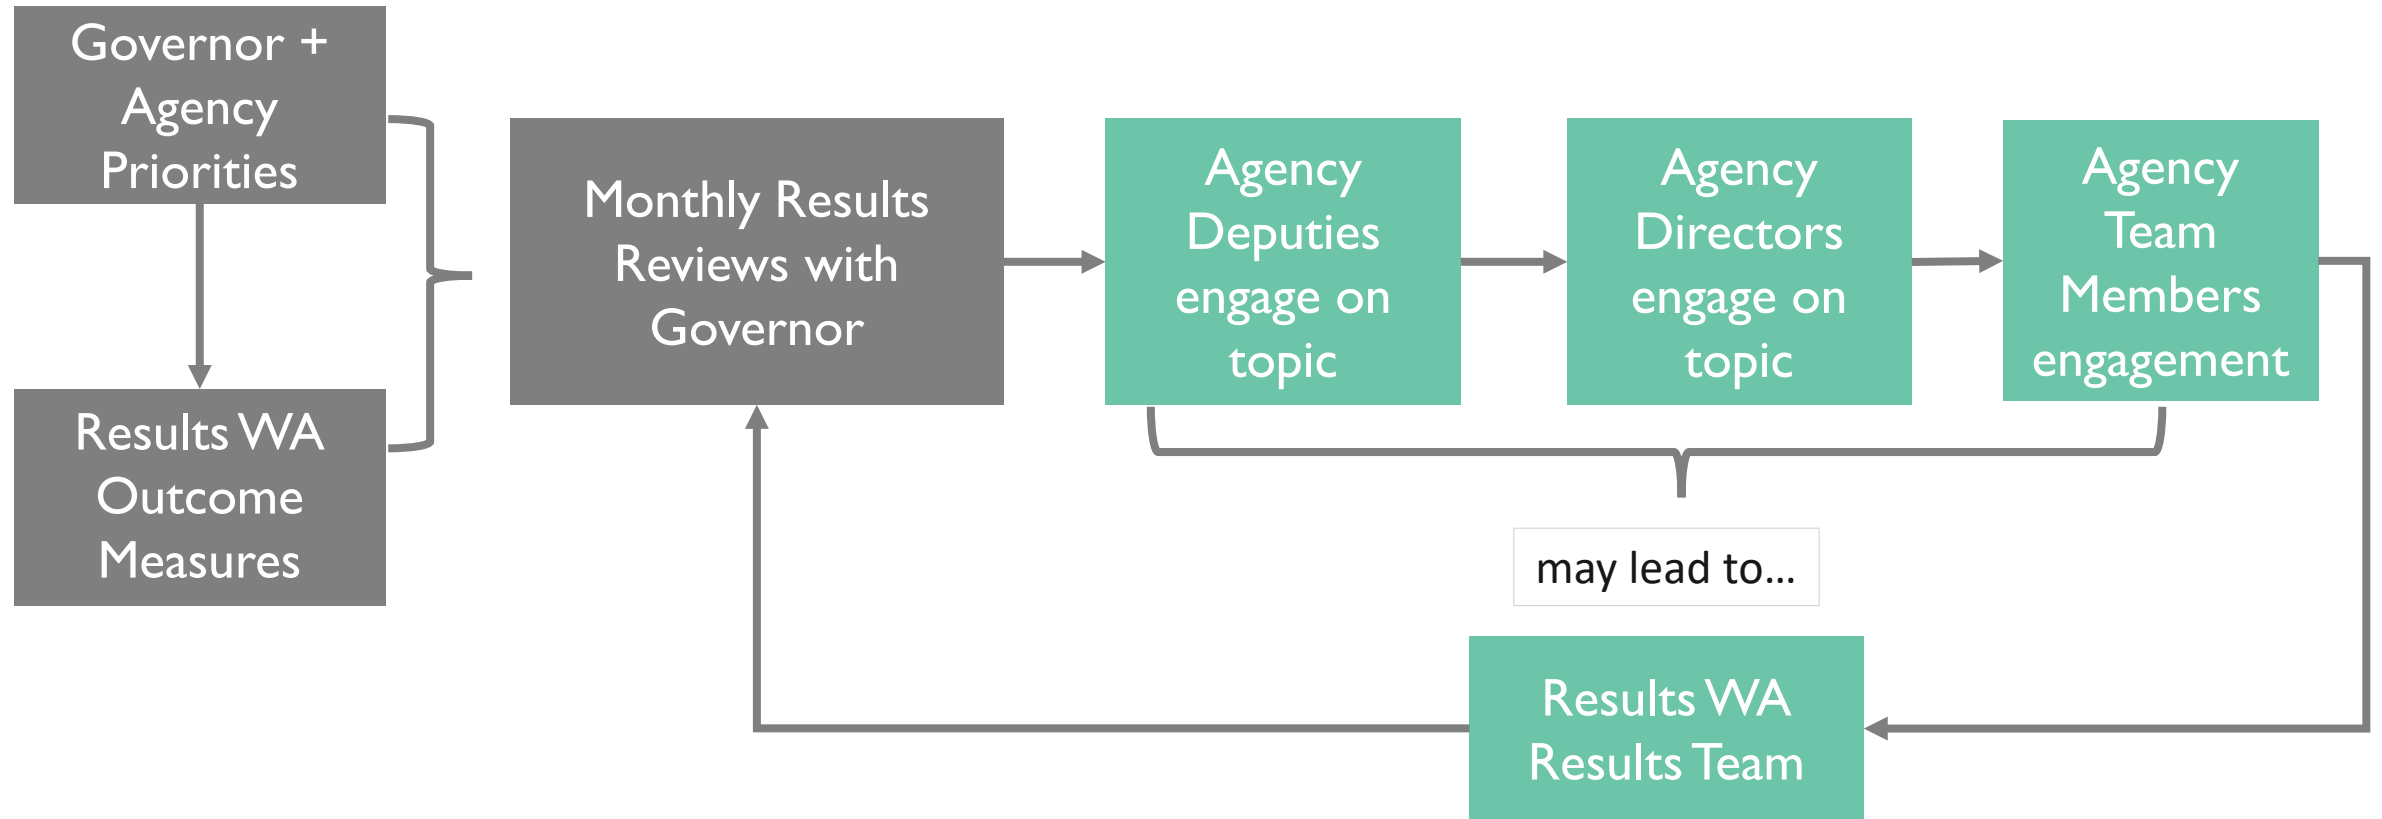 Governor +
Agency
Priorities
Results WA
Outcome
Measures
Monthly Results
Reviews with
Governor
Agency
Deputies
engage on
topic
Agency
Directors
engage on
topic
Agency
Team
Members
engagement
may lead to...
Results WA
Results Team